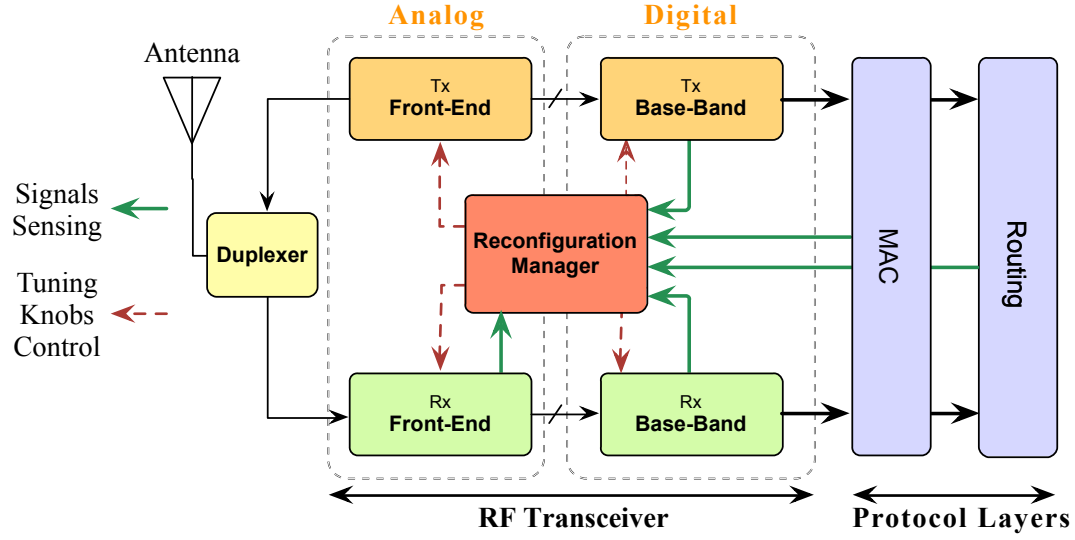 Analog
Digital
Antenna
Tx
Front-End
Tx
Base-Band
Signals
Sensing
Duplexer
Reconfiguration
Manager
MAC
Routing
Tuning
Knobs
Control
Rx
Front-End
Rx
Base-Band
RF Transceiver
Protocol Layers